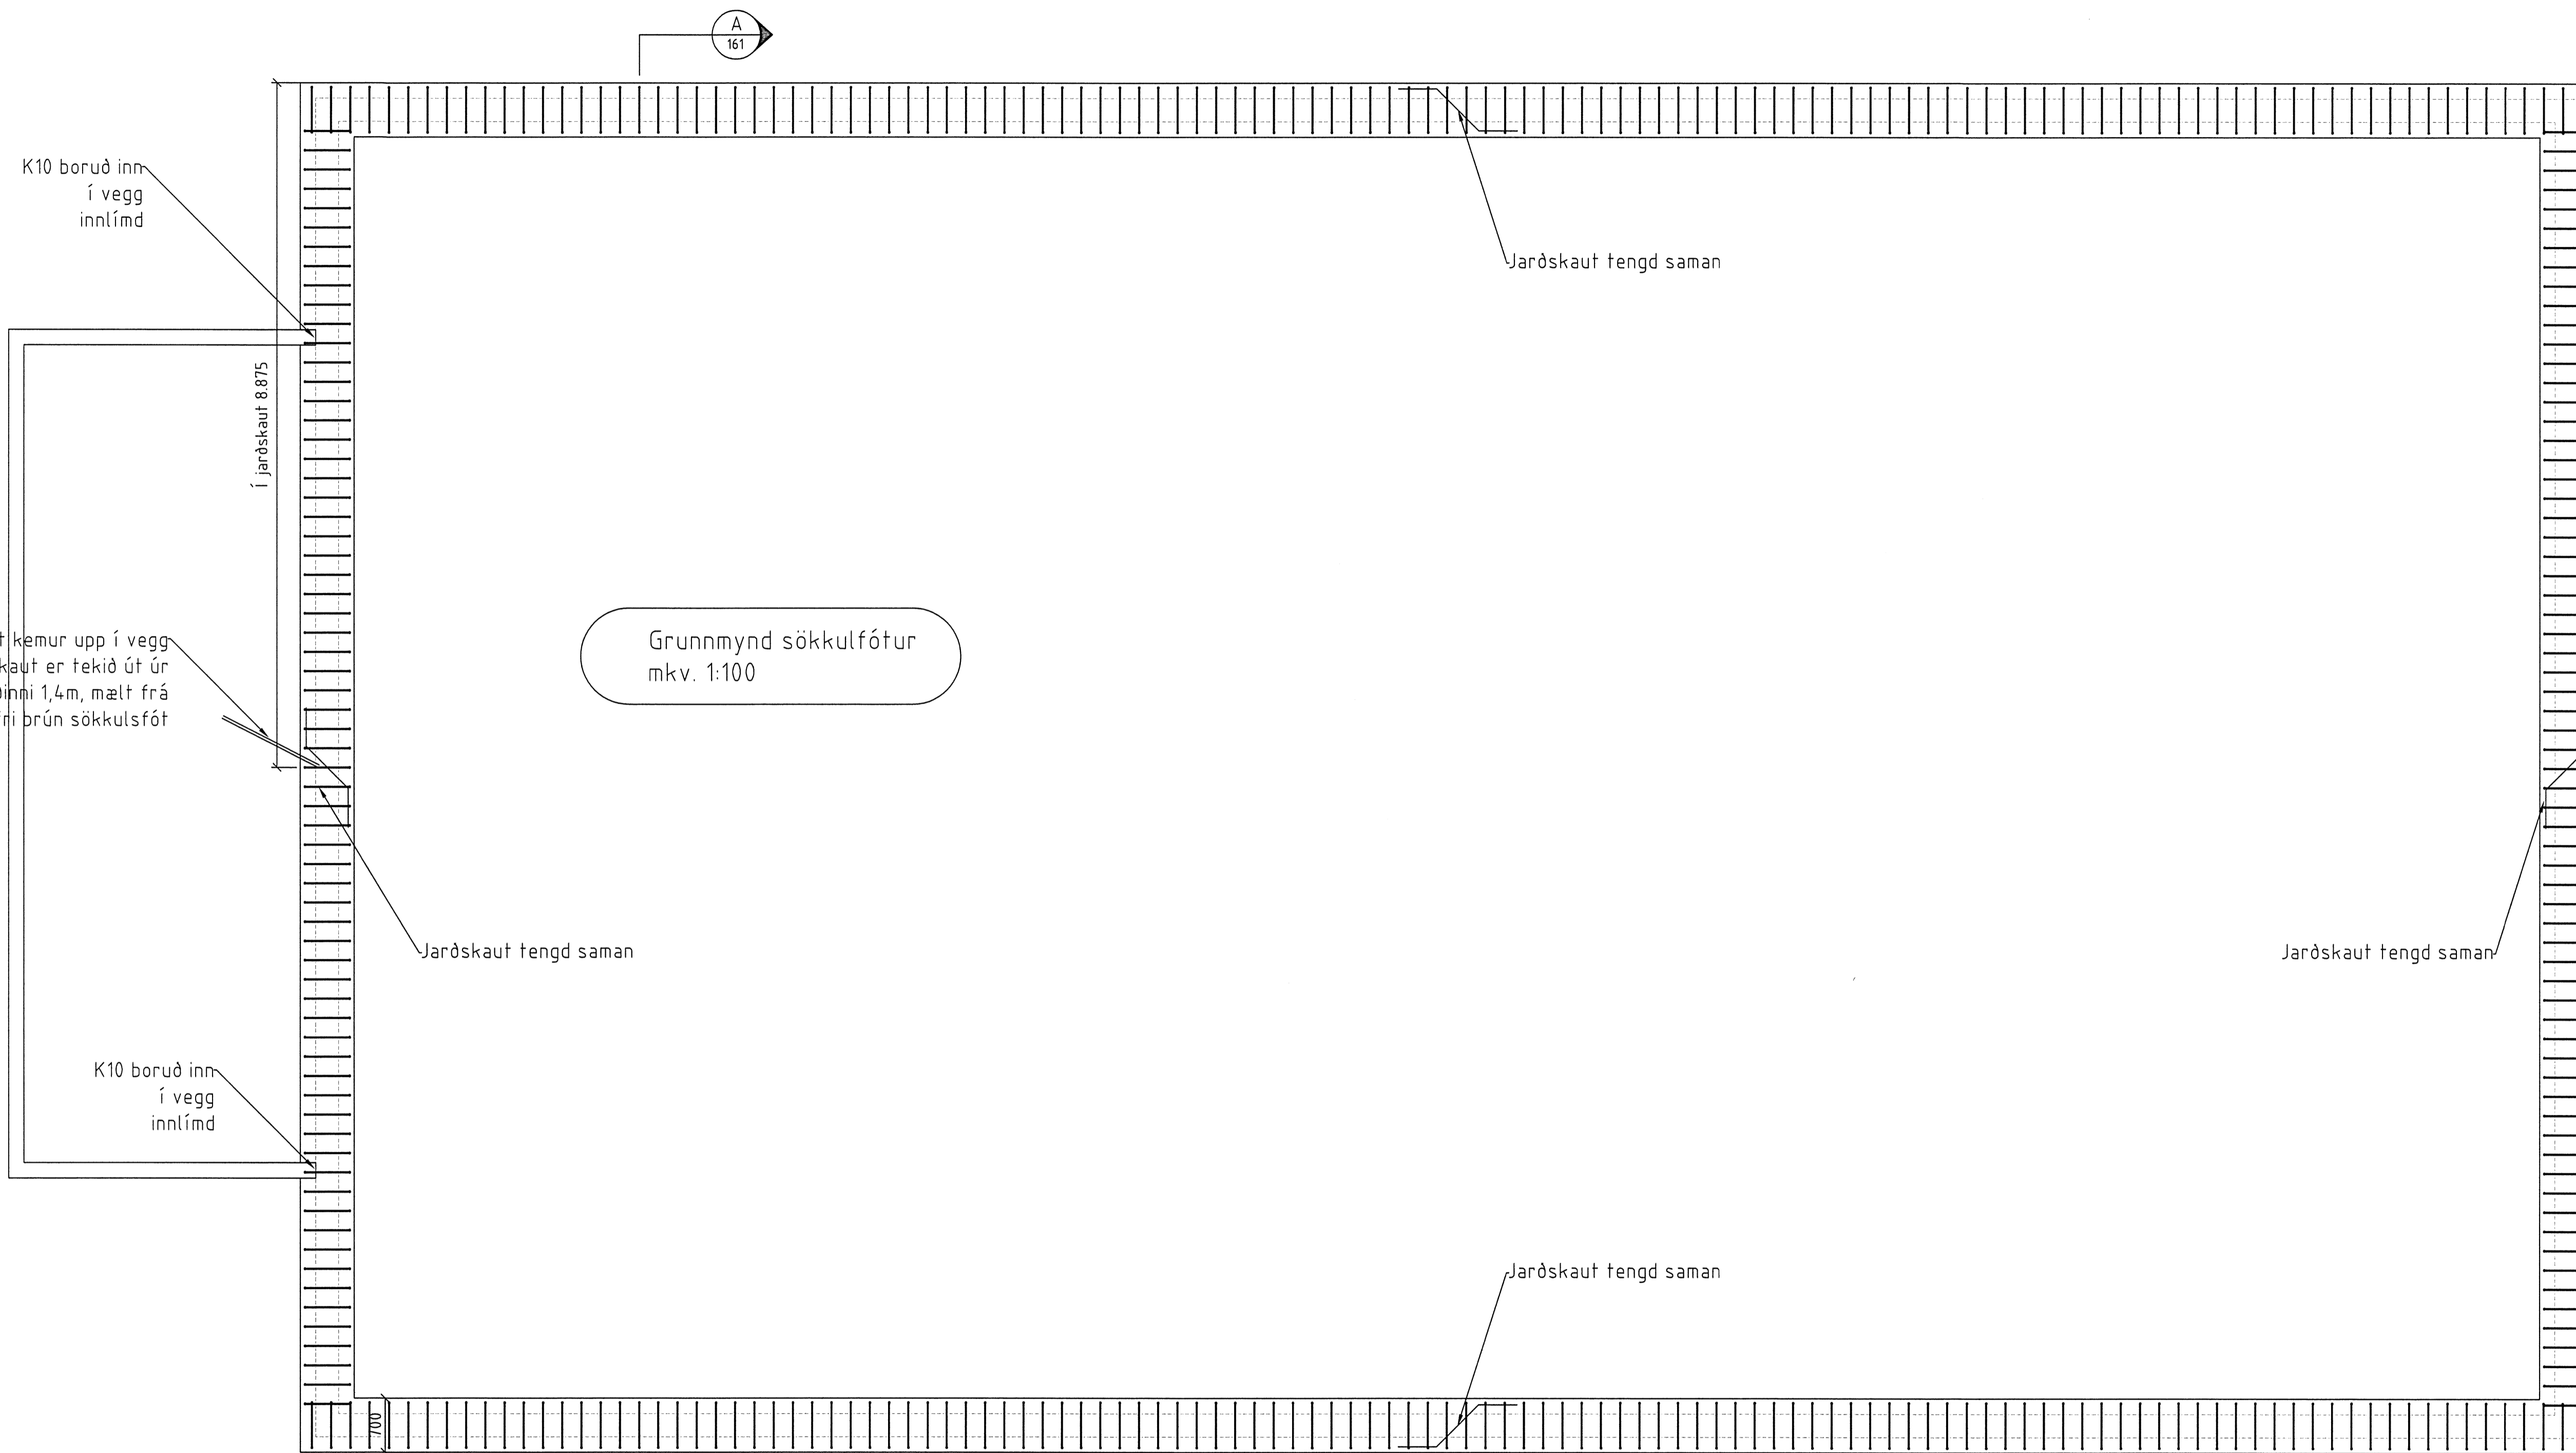 A
161
K10 boruð inn
í vegg
innlímd
Jarðskaut tengd saman
Í jarðskaut 8.875
Grunnmynd sökkulfótur
mkv. 1:100
kemur upp í vegg
er tekið út úr
1,4m, mælt frá
brún sökkulsfót
Jarðskaut tengd saman
Jarðskaut tengd saman
K10 boruð inn
í vegg
innlímd
Jarðskaut tengd saman
700